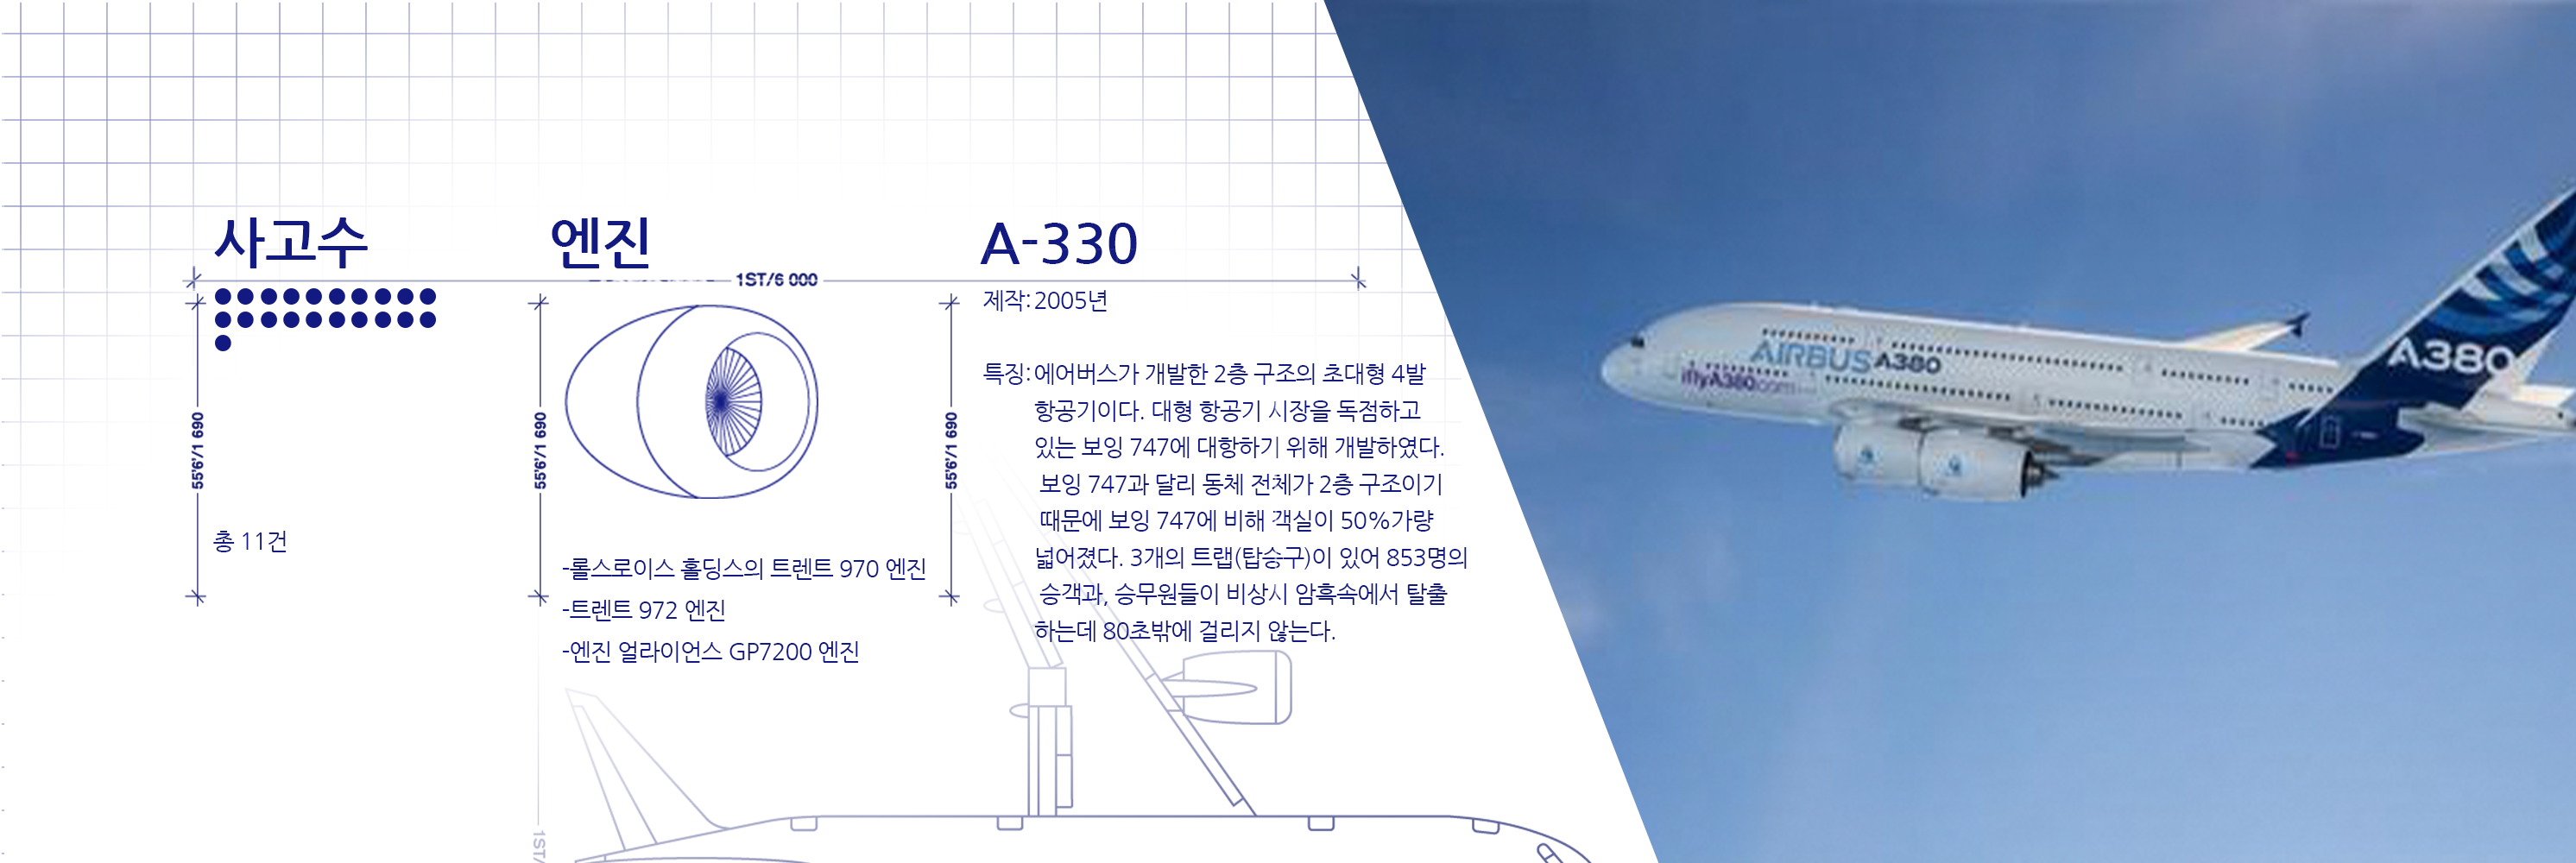 사고수
엔진
A-330
1ST/6 000
제작: 2005년
특징: 에어버스가 개발한 2층 구조의 초대형 4발
항공기이다. 대형 항공기 시장을 독점하고
있는 보잉 747에 대항하기 위해 개발하였다.
보잉 747과 달리 동체 전체가 2층 구조이기
때문에 보잉 747에 비해 객실이 50%가량
넓어졌다. 3개의 트랩(탑승구)이 있어 853명의
승객과, 승무원들이 비상시 암흑속에서 탈출
하는데 80초밖에 걸리지 않는다.
55'6'/1 690
55'6'/1 690
55'6'/1 690
총 11건
-롤스로이스 홀딩스의 트렌트 970 엔진
-트렌트 972 엔진
-엔진 얼라이언스 GP7200 엔진
1ST/
AIRBUS A380
iflyA380.com
A380